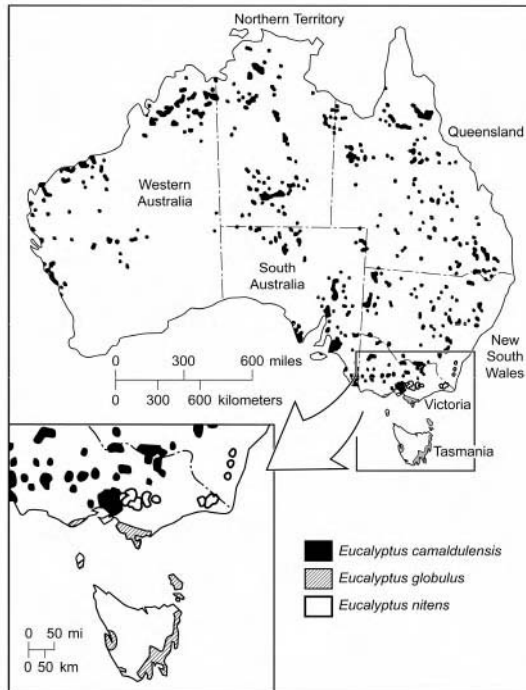 Northern Territory
Queensland
Western
Australia
South
Australia
New
South
Wales
0 300 600 miles
0 300 600 kilometers
Victoria
Tasmania
Eucalyptus camaldulensis
Eucalyptus globulus
Eucalyptus nitens
0 50 mi
0 50 km